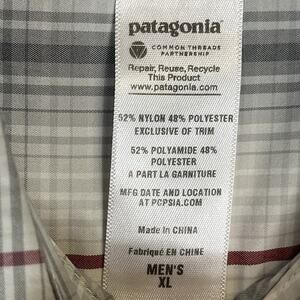 patagonia
COMMON THREADS
PARTNERSHIP
Repair, Reuse, Recycle
This Product
www.patagonia.com
52% NYLON 48% POLYESTER
EXCLUSIVE OF TRIM
52% POLYAMIDE 48%
POLYESTER
A PART LA GARNITURE
MFG DATE AND LOCATION
AT PCPSIA.COM
Made in CHINA
Fabriqué EN CHINE
MEN'S
XL